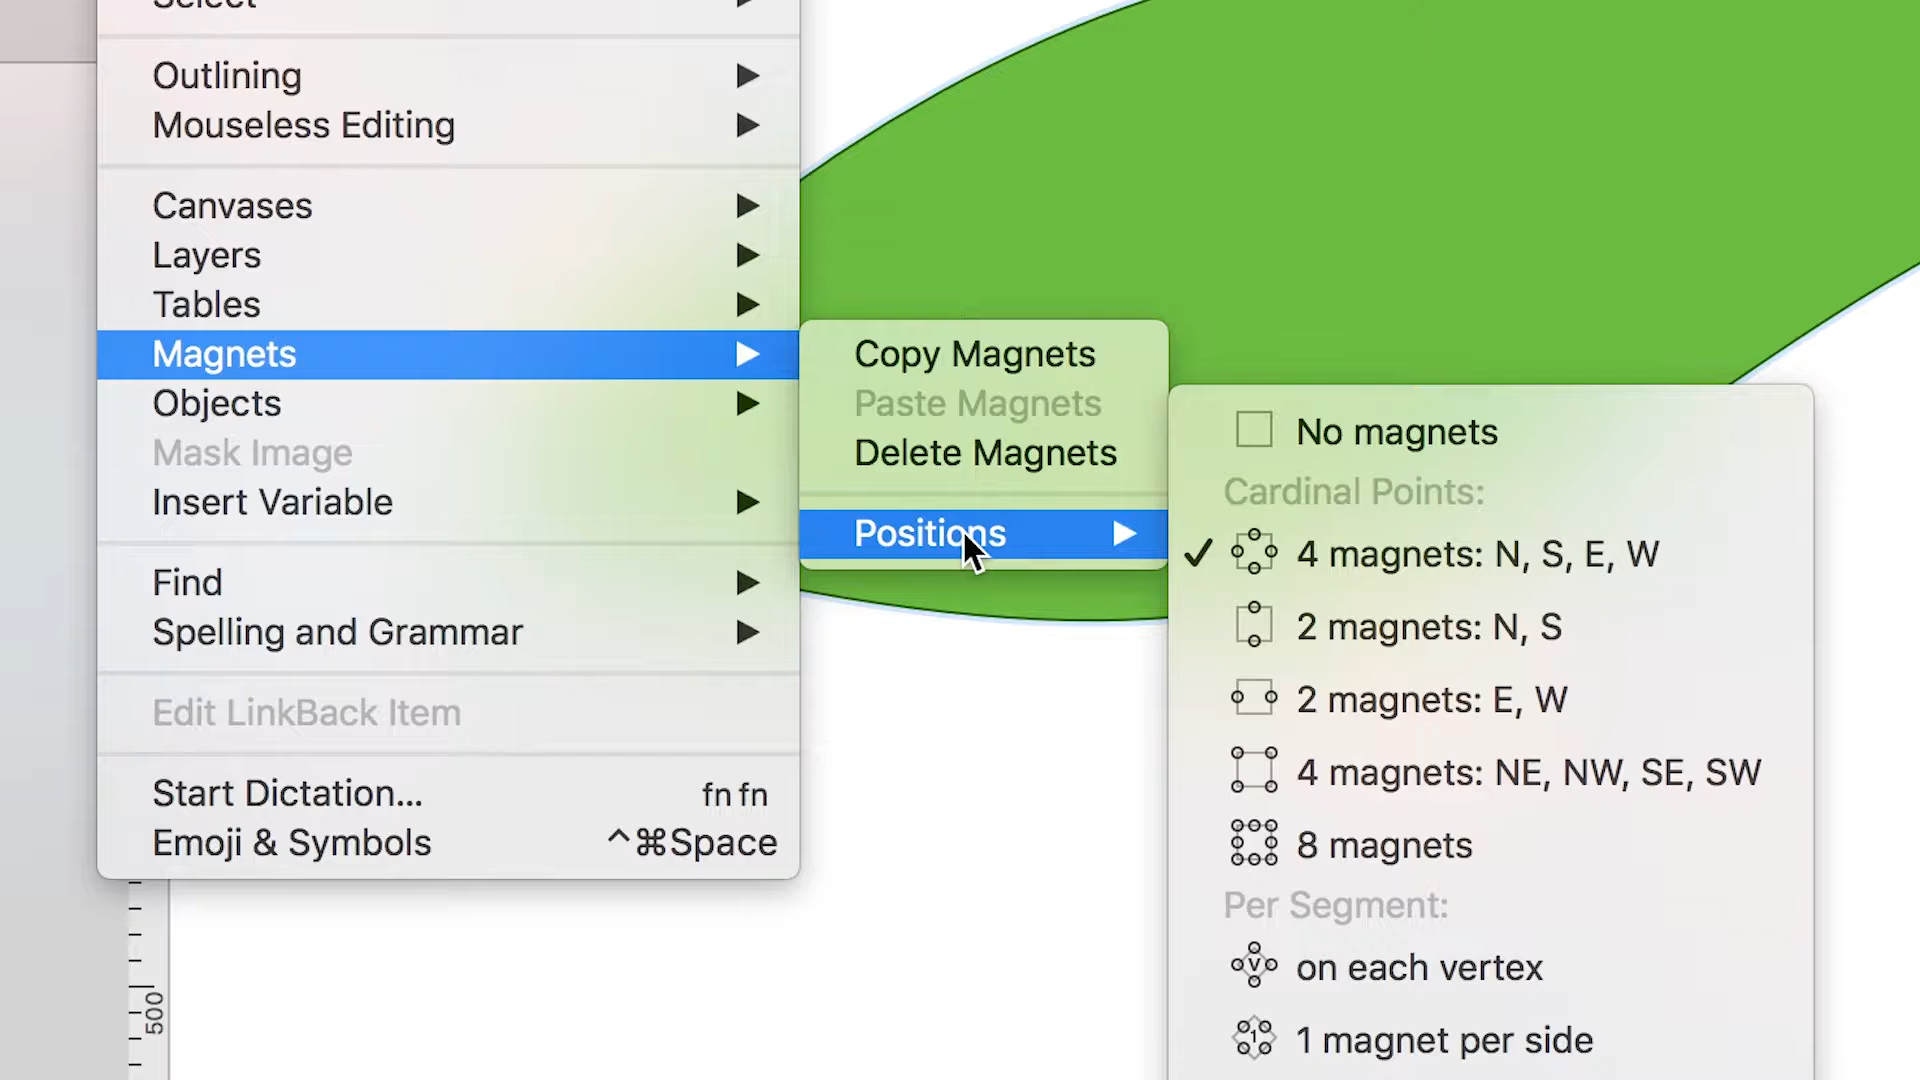 Select
Outlining
Mouseless Editing
Canvases
Layers
Tables
Magnets
Objects
Mask Image
Insert Variable
Find
Spelling and Grammar
Edit LinkBack Item
Start Dictation... fn fn
Emoji & Symbols ^⌘Space
Copy Magnets
Paste Magnets
Delete Magnets
Positions
No magnets
Cardinal Points:
4 magnets: N, S, E, W
2 magnets: N, S
2 magnets: E, W
4 magnets: NE, NW, SE, SW
8 magnets
Per Segment:
V on each vertex
1 1 magnet per side
500